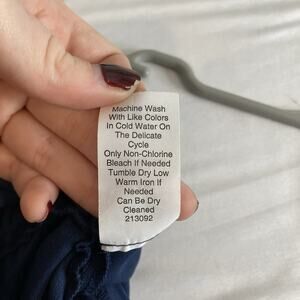 Machine Wash
With Like Colors
In Cold Water On
The Delicate
Cycle
Only Non-Chlorine
Bleach If Needed
Tumble Dry Low
Warm Iron If
Needed
Can Be Dry
Cleaned
213092